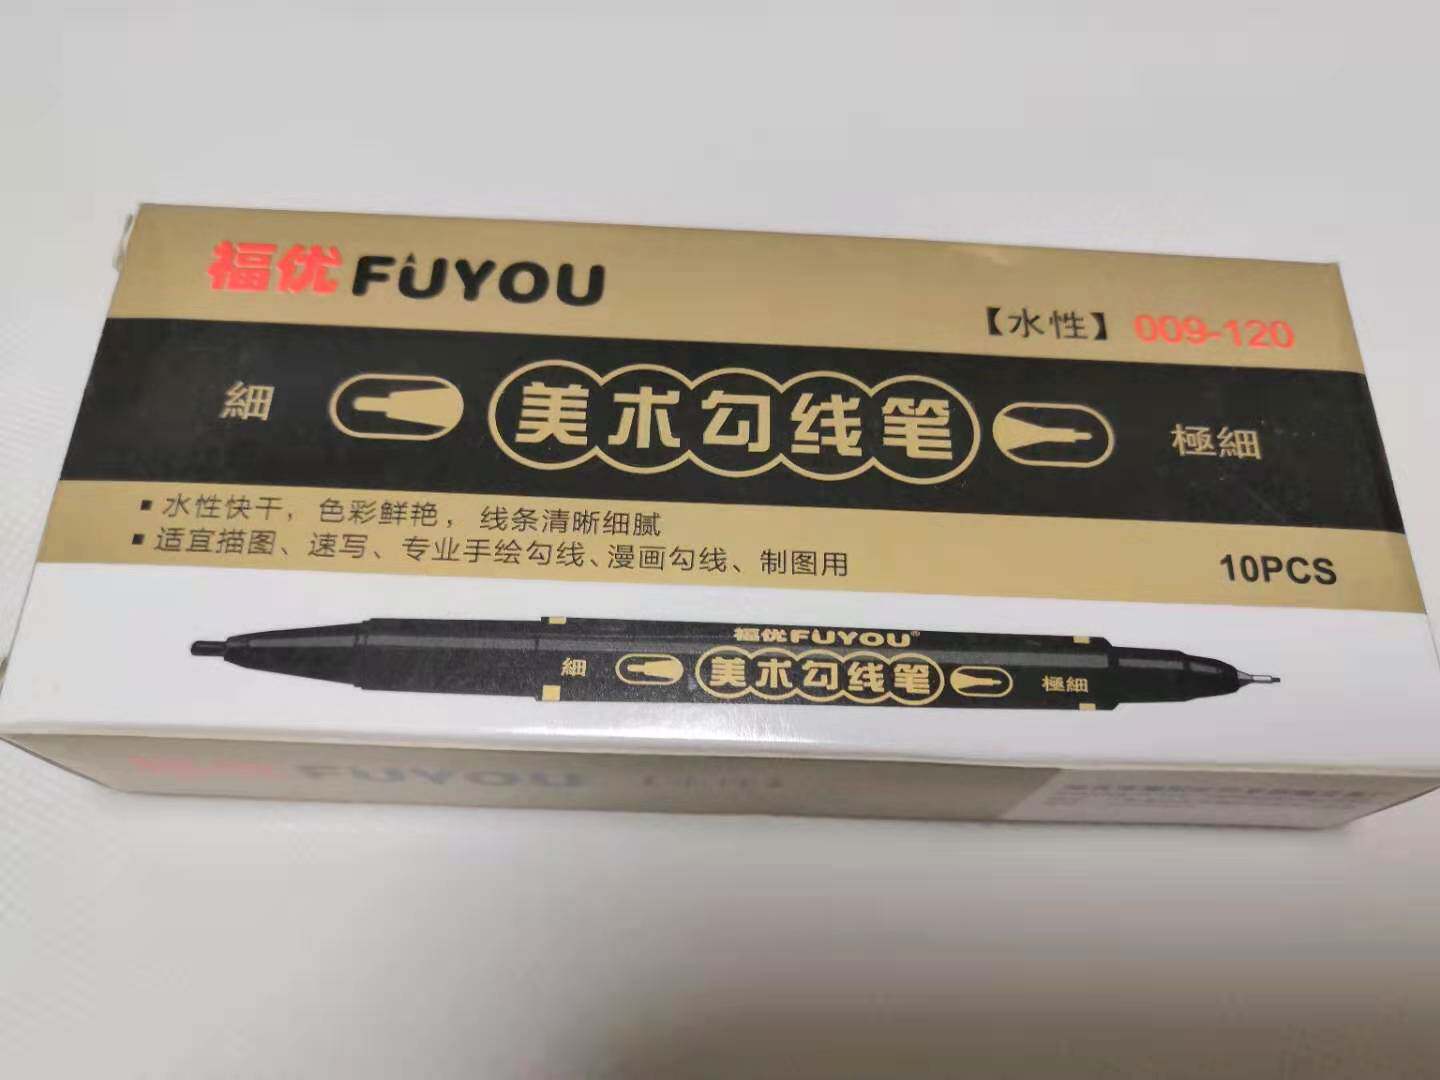 福优 FUYOU
【水性】 009-120
細 美术勾线笔 極細
▪ 水性快干，色彩鲜艳，线条清晰细腻
▪ 适宜描图、速写、专业手绘勾线、漫画勾线、制图用
10PCS
福优FUYOU®
細 美术勾线笔 極細
福优 FUYOU